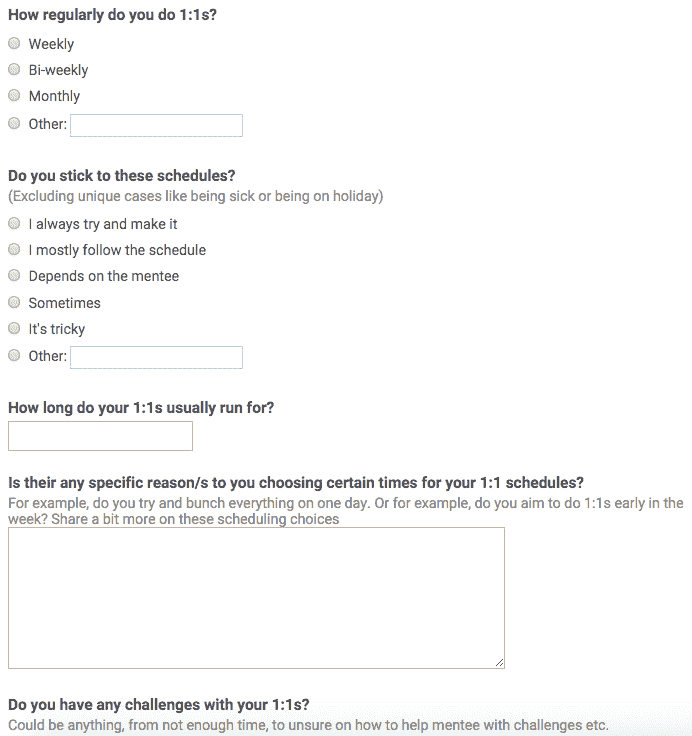 How regularly do you do 1:1s?
Weekly
Bi-weekly
Monthly
Other:
Do you stick to these schedules?
(Excluding unique cases like being sick or being on holiday)
I always try and make it
I mostly follow the schedule
Depends on the mentee
Sometimes
It's tricky
Other:
How long do your 1:1s usually run for?
Is their any specific reason/s to you choosing certain times for your 1:1 schedules?
For example, do you try and bunch everything on one day. Or for example, do you aim to do 1:1s early in the
week? Share a bit more on these scheduling choices
Do you have any challenges with your 1:1s?
Could be anything, from not enough time, to unsure on how to help mentee with challenges etc.